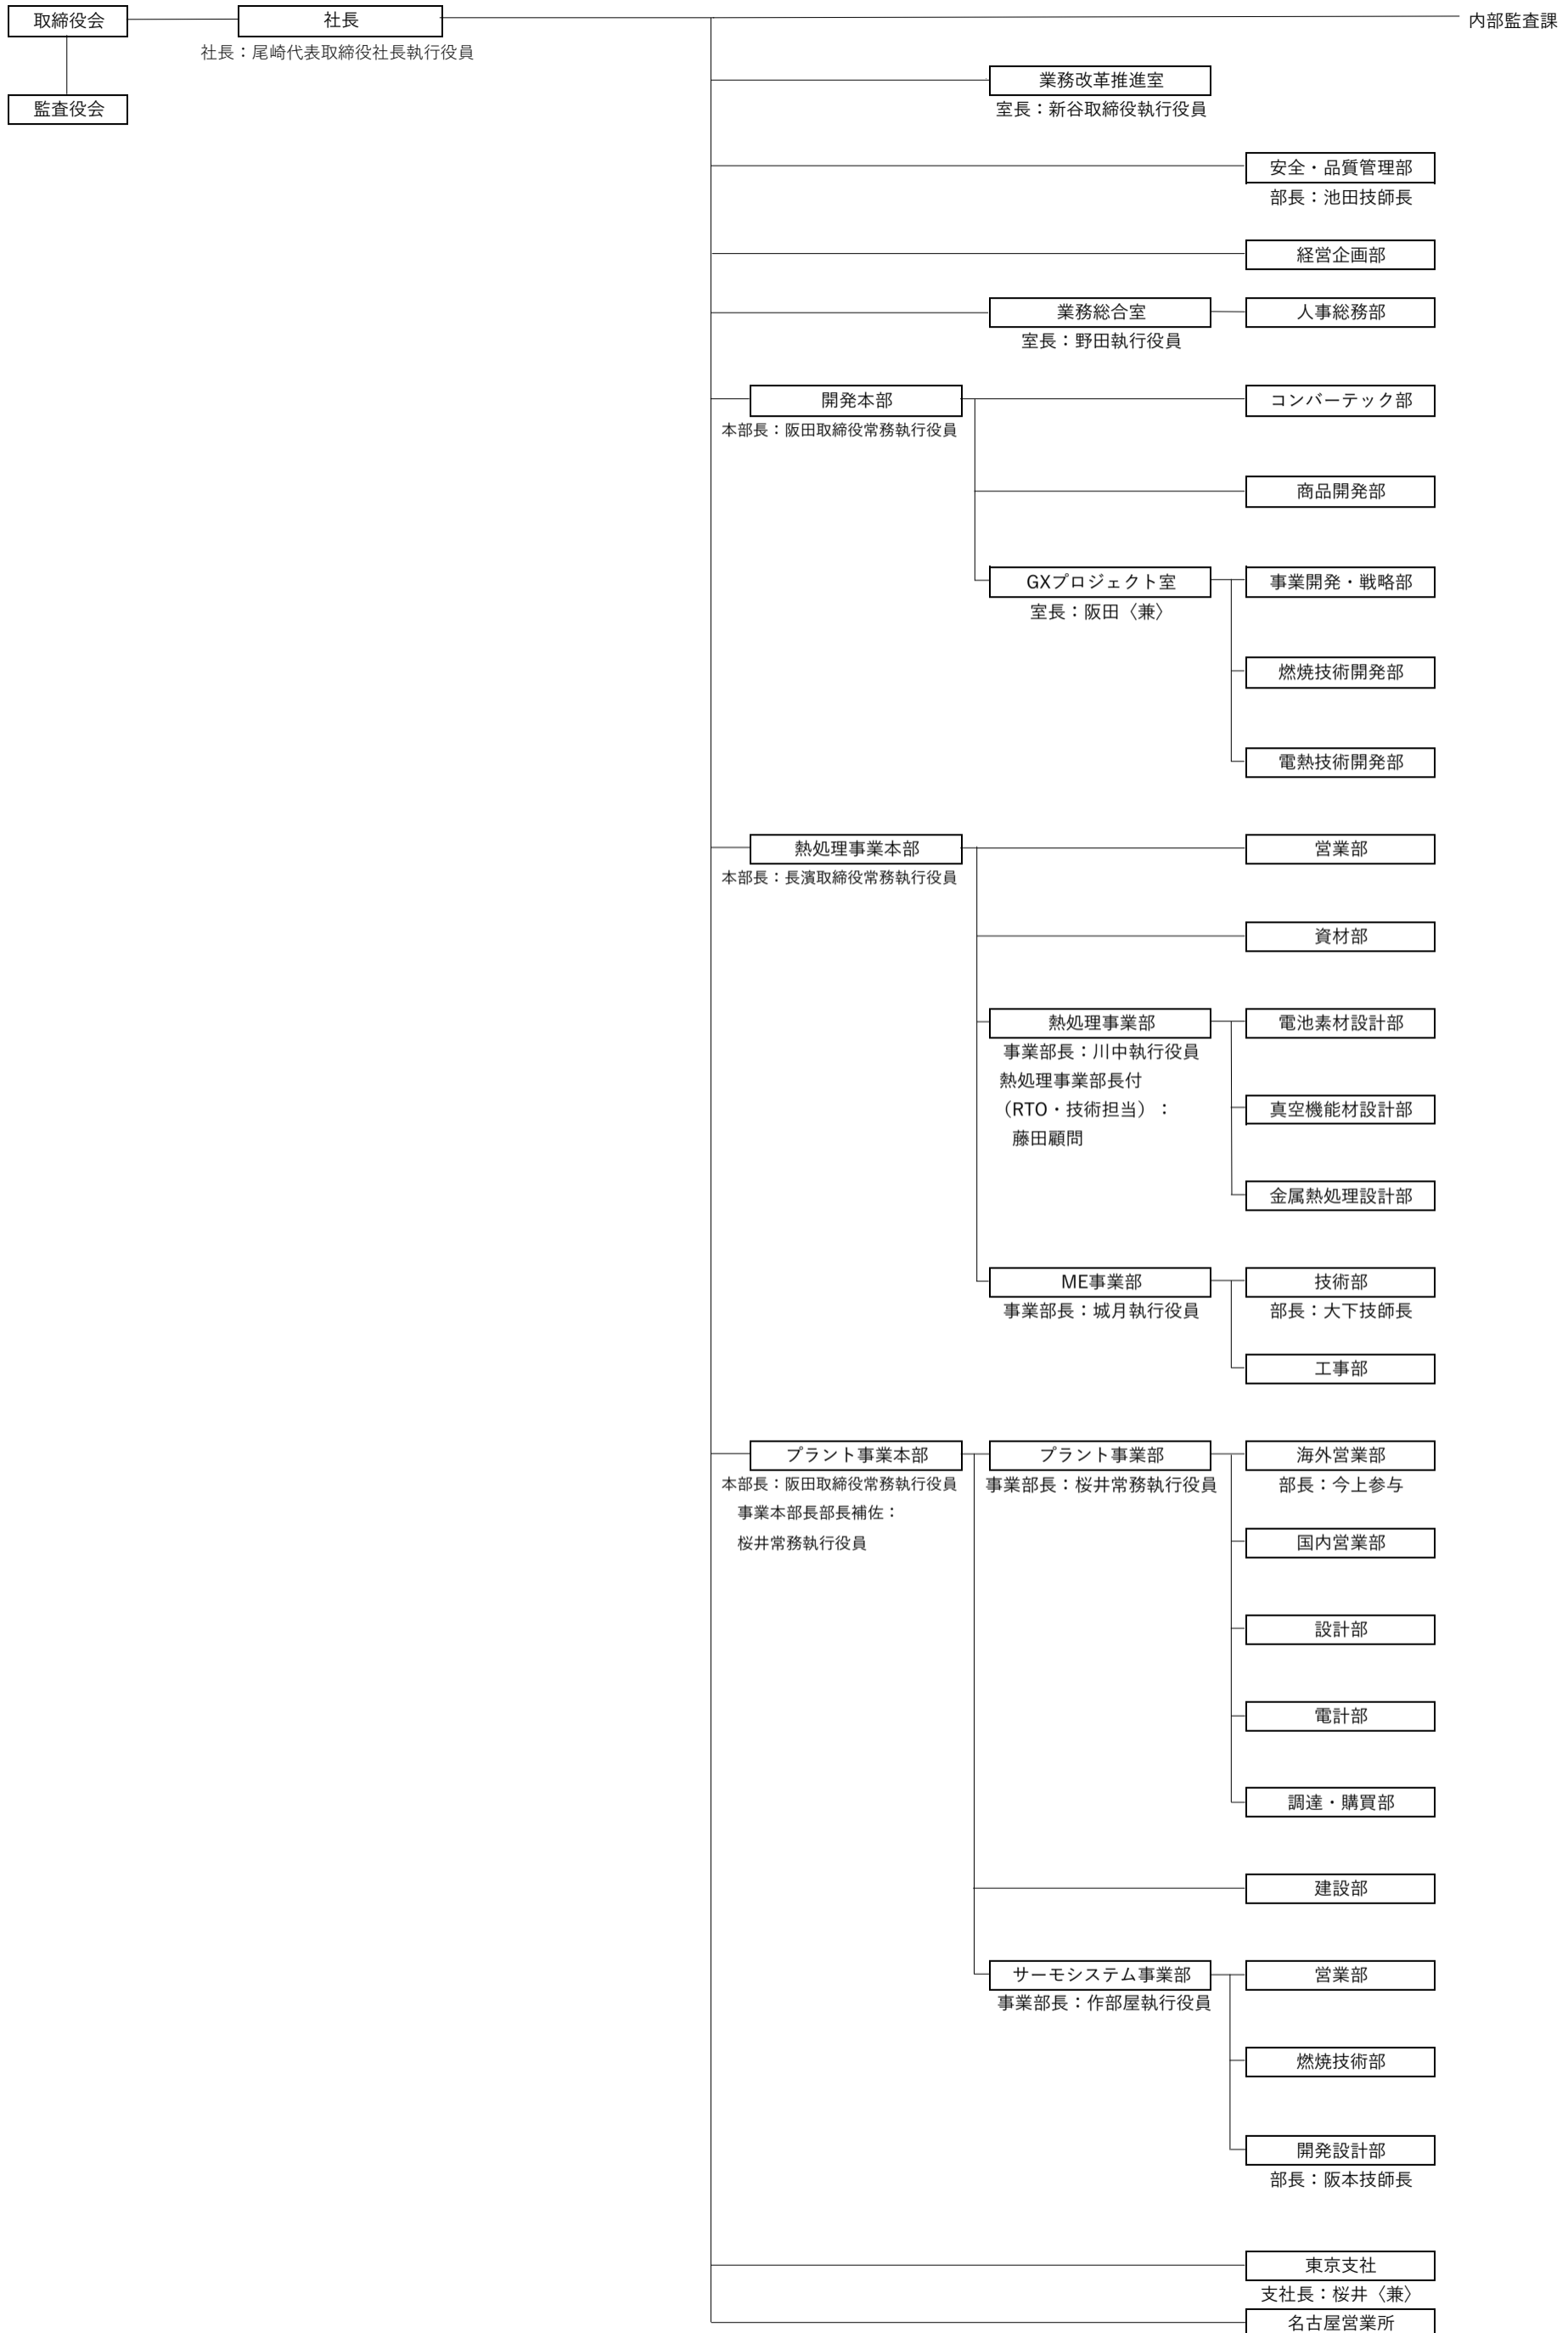 取締役会
社長
内部監査課
社長：尾崎代表取締役社長執行役員
監査役会
業務改革推進室
室長：新谷取締役執行役員
安全・品質管理部
部長：池田技師長
経営企画部
業務総合室
人事総務部
室長：野田執行役員
開発本部
コンバーテック部
本部長：阪田取締役常務執行役員
商品開発部
GXプロジェクト室
事業開発・戦略部
室長：阪田〈兼〉
燃焼技術開発部
電熱技術開発部
熱処理事業本部
営業部
本部長：長濱取締役常務執行役員
資材部
熱処理事業部
電池素材設計部
事業部長：川中執行役員
熱処理事業部長付
（RTO・技術担当）：
藤田顧問
真空機能材設計部
金属熱処理設計部
ME事業部
技術部
事業部長：城月執行役員
部長：大下技師長
工事部
プラント事業本部
プラント事業部
海外営業部
本部長：阪田取締役常務執行役員
事業部長：桜井常務執行役員
部長：今上参与
事業本部長部長補佐：
桜井常務執行役員
国内営業部
設計部
電計部
調達・購買部
建設部
サーモシステム事業部
営業部
事業部長：作部屋執行役員
燃焼技術部
開発設計部
部長：阪本技師長
東京支社
支社長：桜井〈兼〉
名古屋営業所